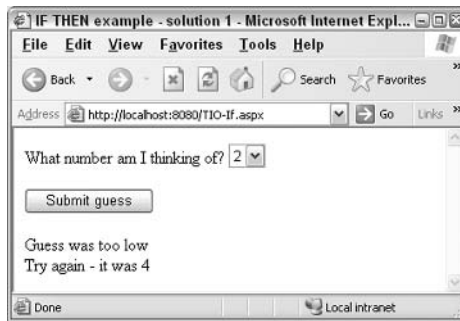 IF THEN example - solution 1 - Microsoft Internet Expl...
File Edit View Favorites Tools Help
Back Search Favorites »
Address http://localhost:8080/TIO-If.aspx Go Links »
What number am I thinking of? 2
Submit guess
Guess was too low
Try again - it was 4
Done Local intranet